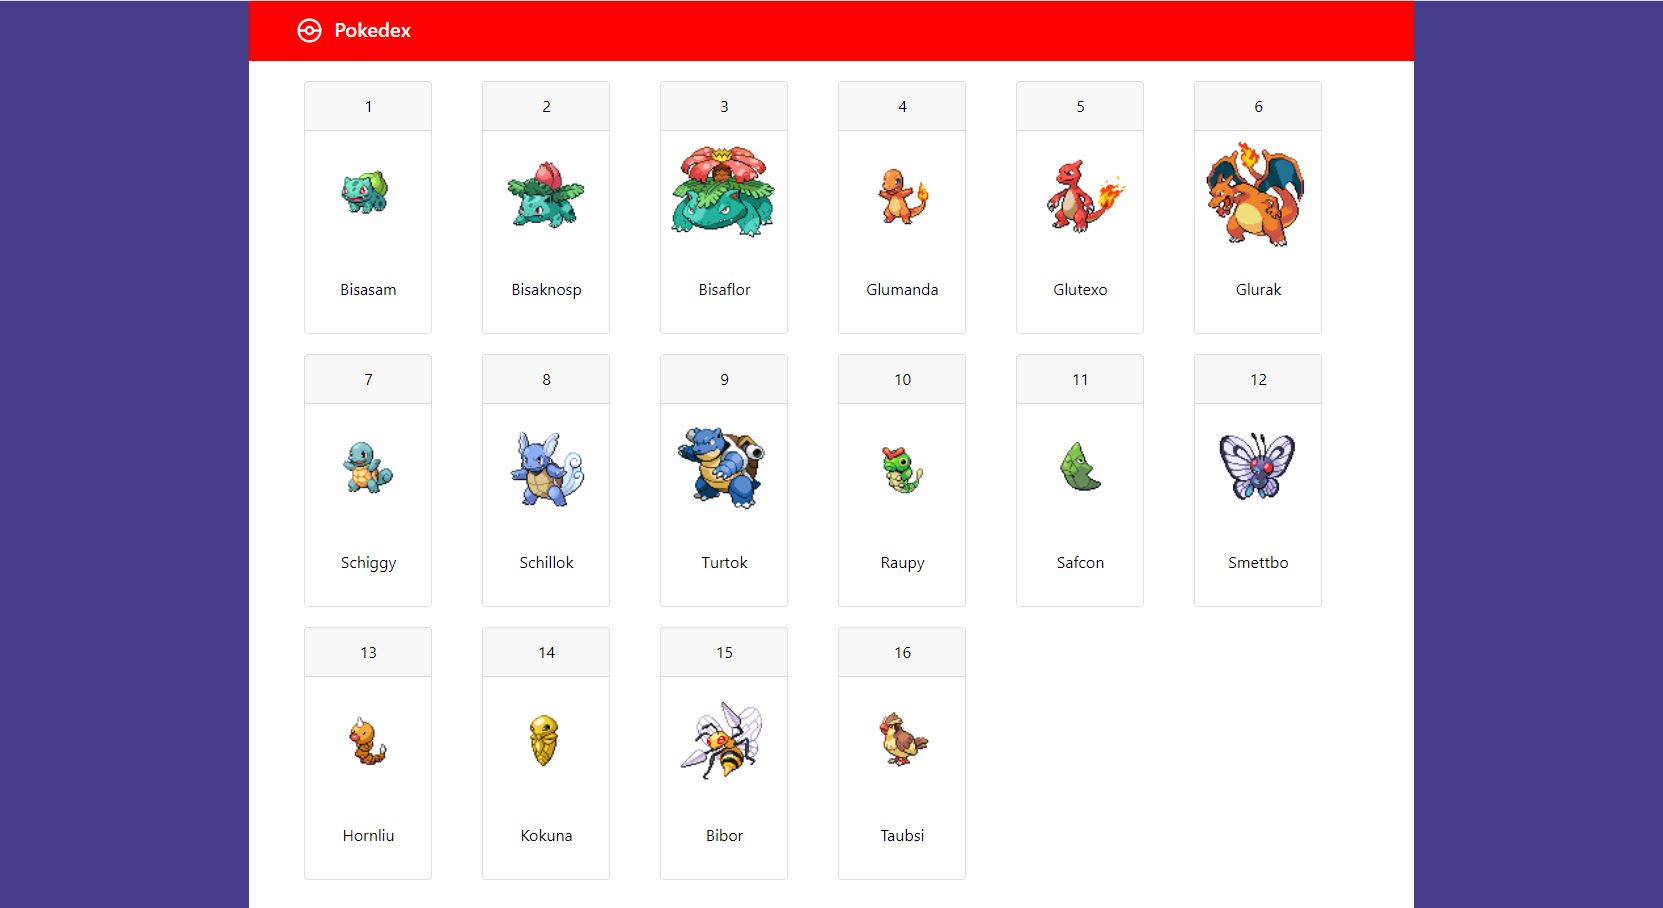 Pokedex
1
2
3
4
5
6
Bisasam
Bisaknosp
Bisaflor
Glumanda
Glutexo
Glurak
7
8
9
10
11
12
Schiggy
Schillok
Turtok
Raupy
Safcon
Smettbo
13
14
15
16
Hornliu
Kokuna
Bibor
Taubsi